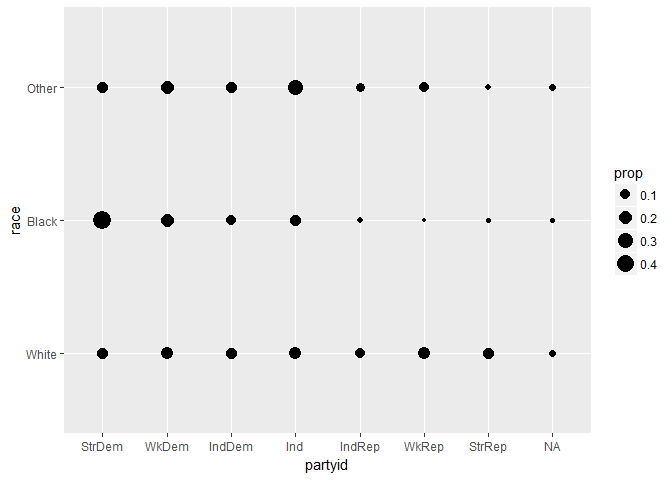 prop
0.1
0.2
0.3
0.4
race
Other
Black
White
StrDem WkDem IndDem Ind IndRep WkRep StrRep NA
partyid